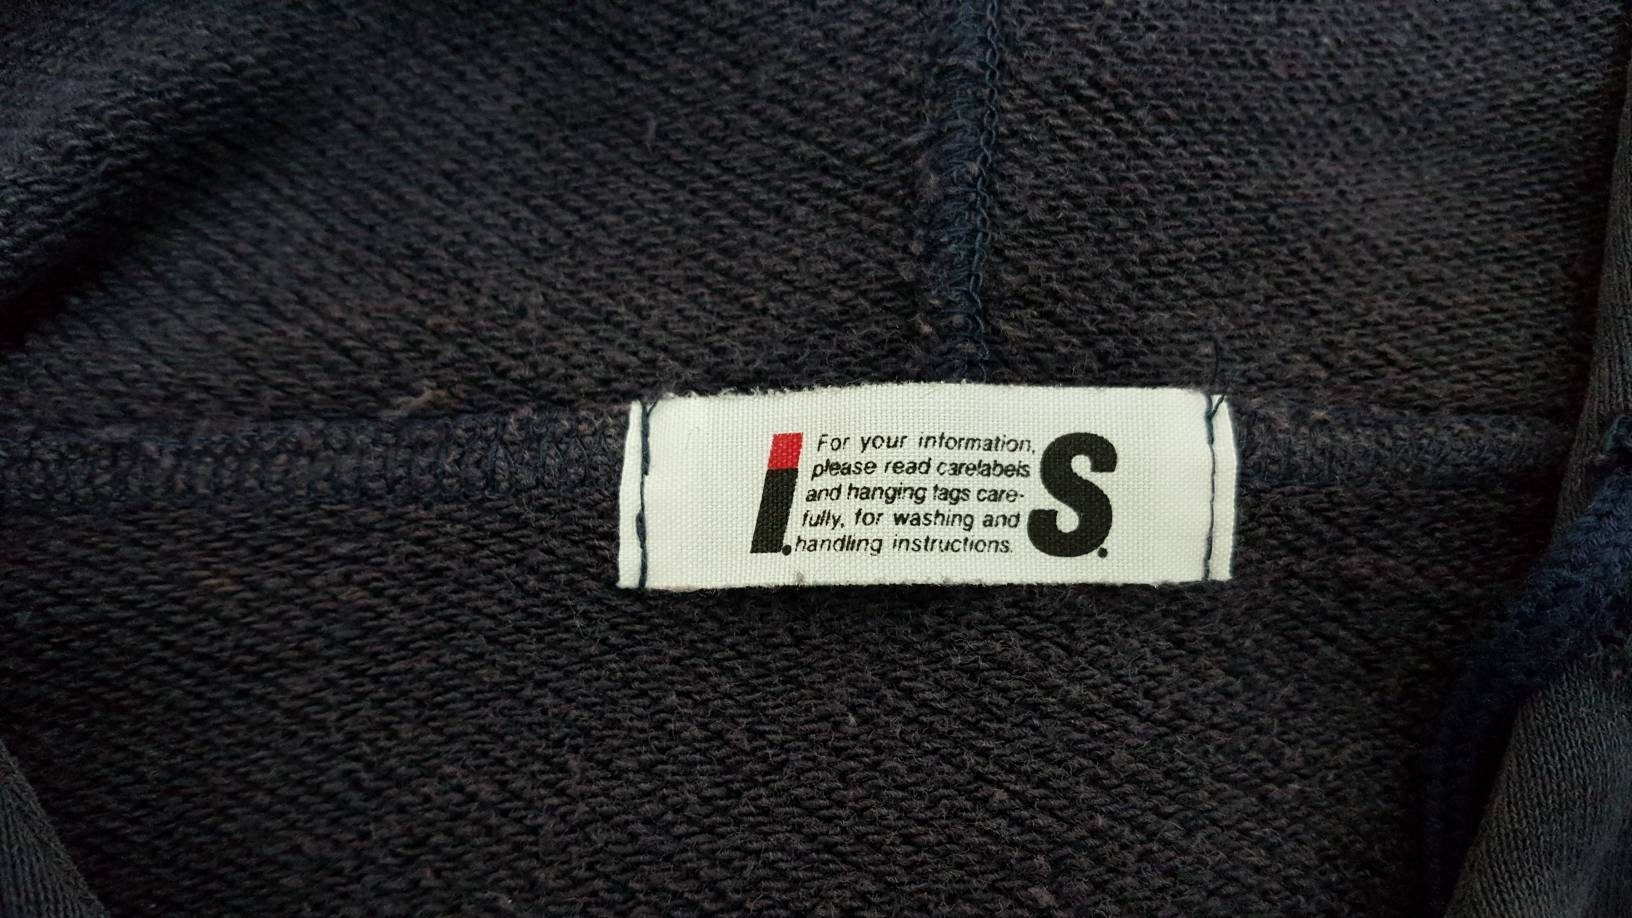 I.S.
For your information,
please read carelabels
and hanging tags care-
fully, for washing and
handling instructions.